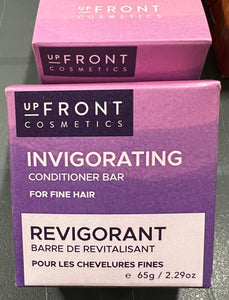 UP FRONT
COSMETICS
UP FRONT
COSMETICS
INVIGORATING
CONDITIONER BAR
FOR FINE HAIR
REVIGORANT
BARRE DE REVITALISANT
POUR LES CHEVELURES FINES
e 65g / 2.29oz